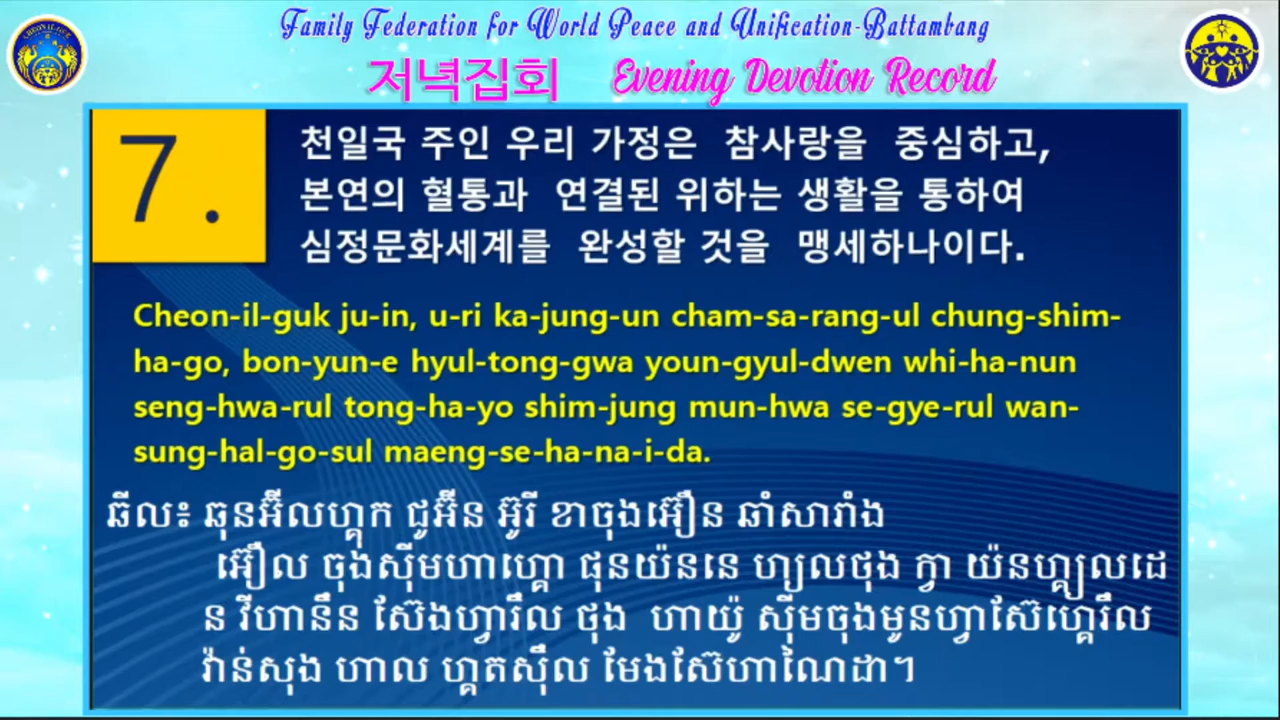 Family Federation for World Peace and Unification-Battambang
저녁집회 Evening Devotion Record
7.
천일국 주인 우리 가정은 참사랑을 중심하고,
본연의 혈통과 연결된 위하는 생활을 통하여
심정문화세계를 완성할 것을 맹세하나이다.
Cheon-il-guk ju-in, u-ri ka-jung-un cham-sa-rang-ul chung-shim-
ha-go, bon-yun-e hyul-tong-gwa youn-gyul-dwen whi-ha-nun
seng-hwa-rul tong-ha-yo shim-jung mun-hwa se-gye-rul wan-
sung-hal-go-sul maeng-se-ha-na-i-da.
ឆីល៖ ឆុនអ៊ីលហ្គុក ជូអ៊ីន អ៊ូរី ខាចុងអ៊ឿន ឆាំសារ៉ាំង
អ៊ឿល ចុងស៊ីមហាហ្គោ ផុនយ៉ននេ ហ្យលថុង ក្វា យ៉នហ្គ្យលដេ
ន វីហានឹន ស៊ែងហ្វារឹល ថុង ហាយ៉ូ ស៊ីមចុងមូនហ្វាស៊ែហ្គេរឹល
វ៉ាន់សុង ហាល ហ្គតស៊ឹល មែងស៊ែហាណៃដា។